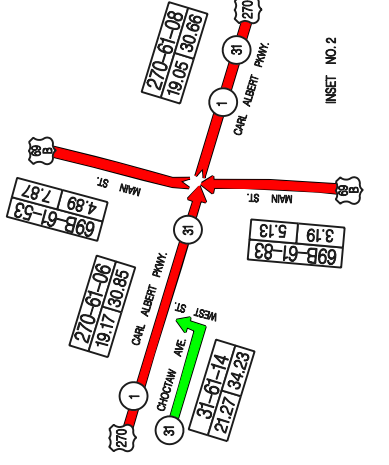 270
31
1
CARL ALBERT PKWY.
270-61-08
19.05 30.66
INSET NO.2
69
B
MAIN ST.
69B-61-53
4.89 7.87
69
B
MAIN ST.
69B-61-83
3.19 5.13
31
270-61-06
19.17 30.85
CARL ALBERT PKWY.
1
270
CHOCTAW AVE.
WEST ST.
31
31-61-14
21.27 34.23